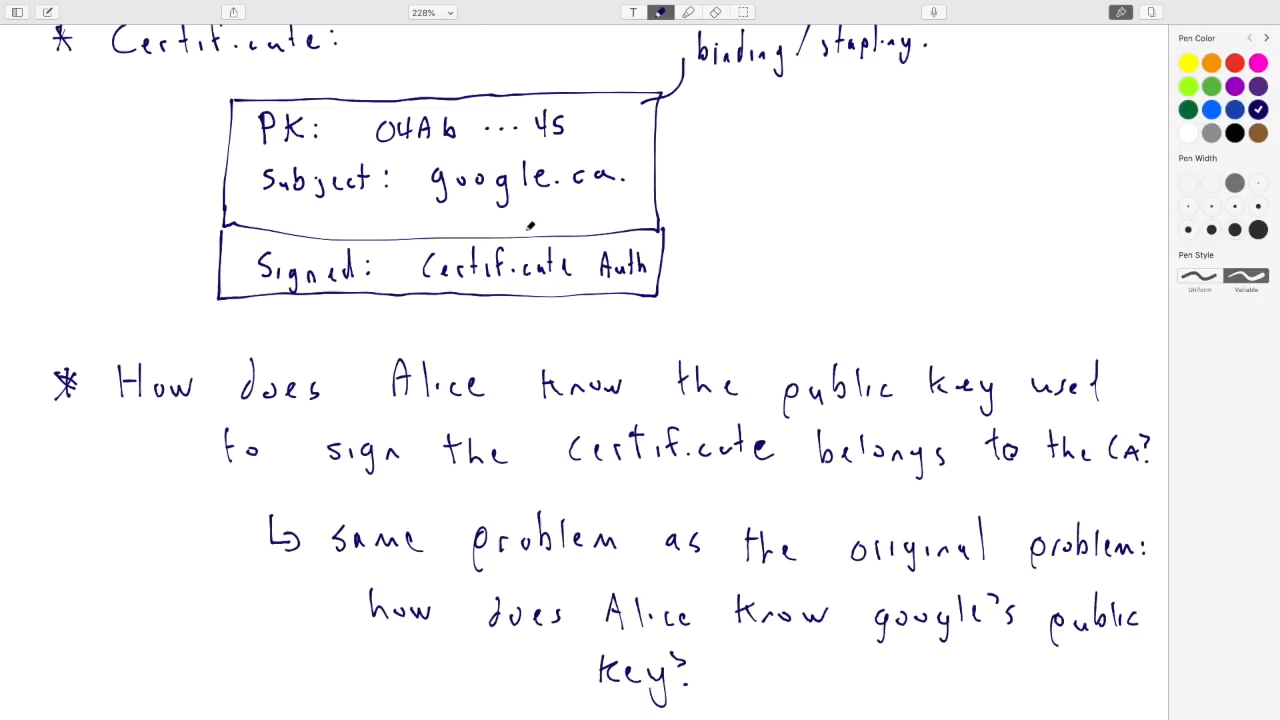 228%
T
* Certificate:
binding/stapling.
PK: 04Ab ... 45
Subject: google.ca.
Signed: Certificate Auth
* How does Alice know the public key used
to sign the certificate belongs to the CA?
↳ same problem as the original problem:
how does Alice know google's public
key?
Pen Color
Pen Width
Pen Style
Uniform
Variable